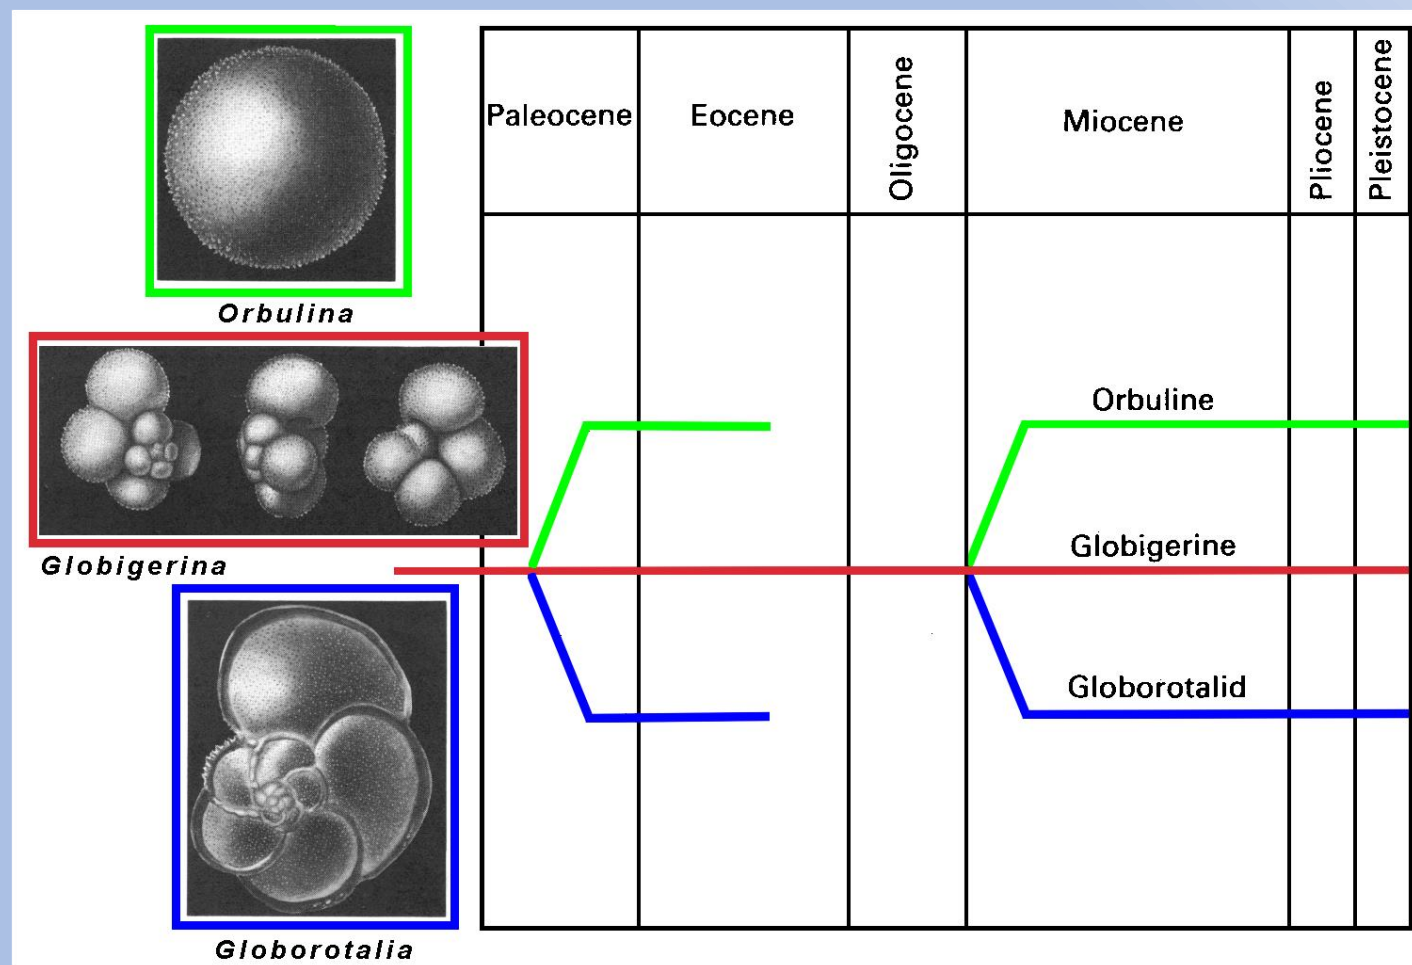 Orbulina
Globigerina
Globorotalia
Paleocene
Eocene
Oligocene
Miocene
Pliocene
Pleistocene
Orbuline
Globigerine
Globorotalid